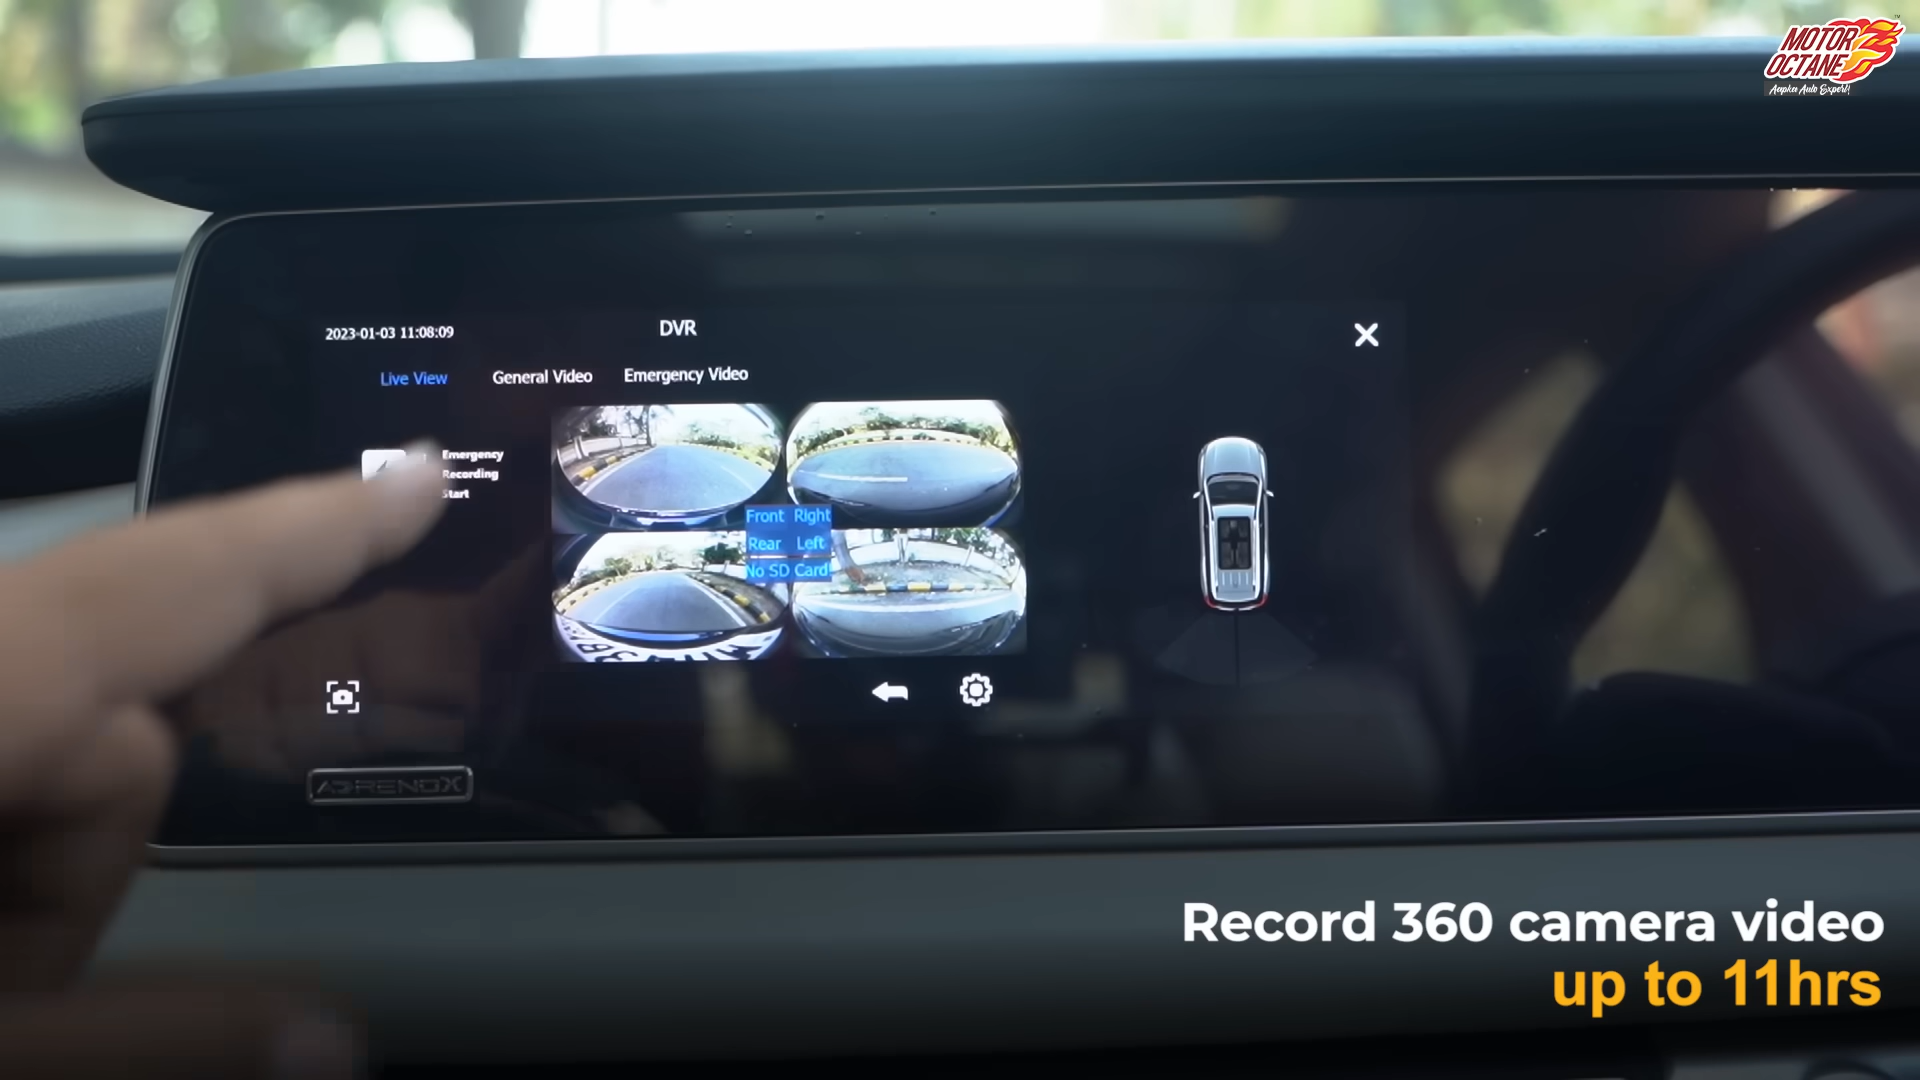 MOTOR
OCTANE
Aapka Auto Expert!
TM
2023-01-03 11:08:09
DVR
Live View
General Video
Emergency Video
Emergency
Recording
Start
Front Right
Rear Left
No SD Card!
ADRENOX
Record 360 camera video
up to 11hrs